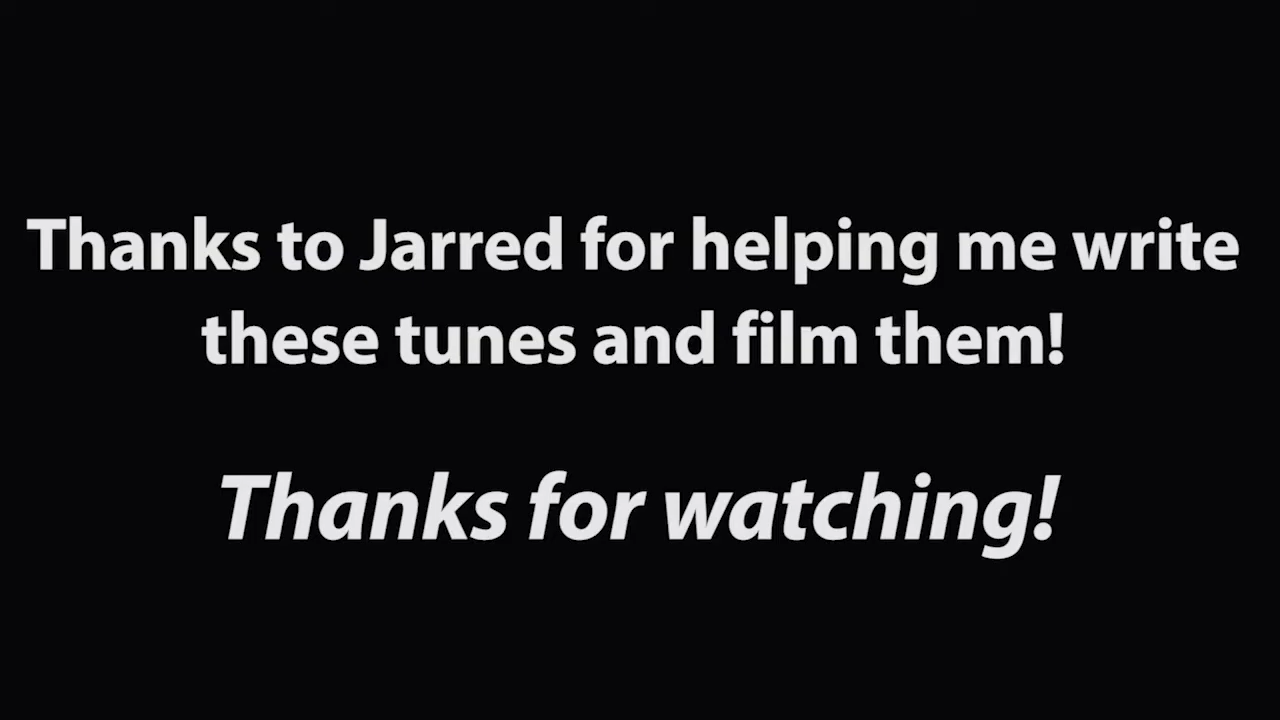 Thanks to Jarred for helping me write
these tunes and film them!
Thanks for watching!